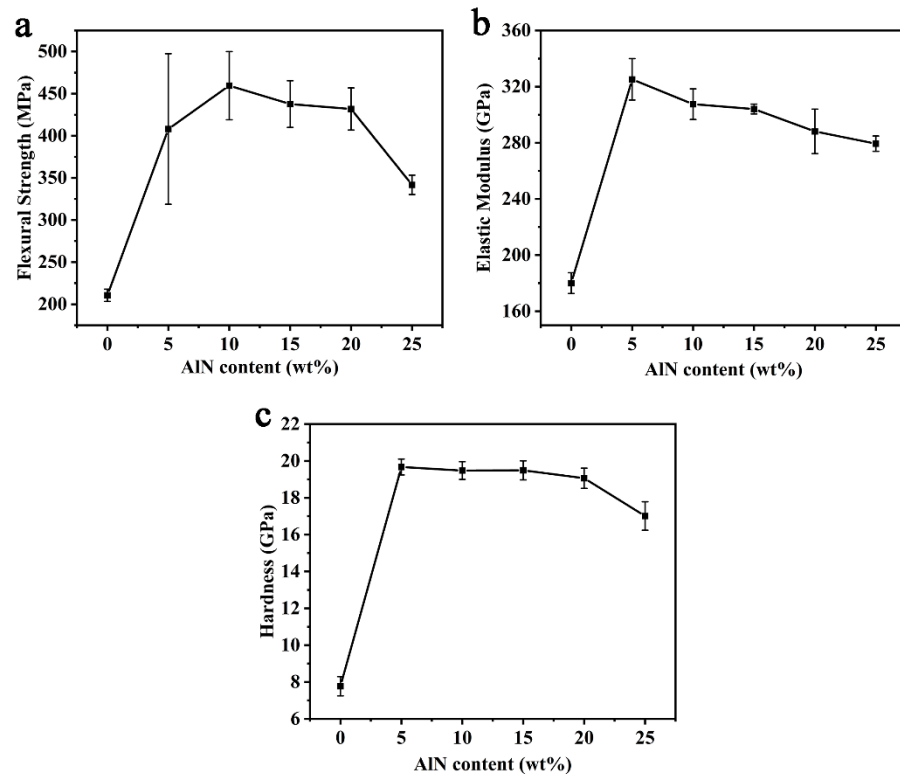 a
500
450
400
350
300
250
200
Flexural Strength (MPa)
0 5 10 15 20 25
AlN content (wt%)
b
360
320
280
240
200
160
Elastic Modulus (GPa)
0 5 10 15 20 25
AlN content (wt%)
c
22
20
18
16
14
12
10
8
6
Hardness (GPa)
0 5 10 15 20 25
AlN content (wt%)